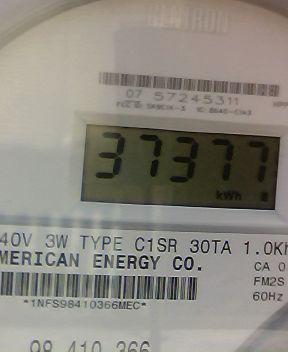 07 57245311
37377
kWh
40V 3W TYPE C1SR 30TA 1.0Kh
MERICAN ENERGY CO.
CA 0
FM2S
60Hz
*1NFS98410366MEC*
98 410 366